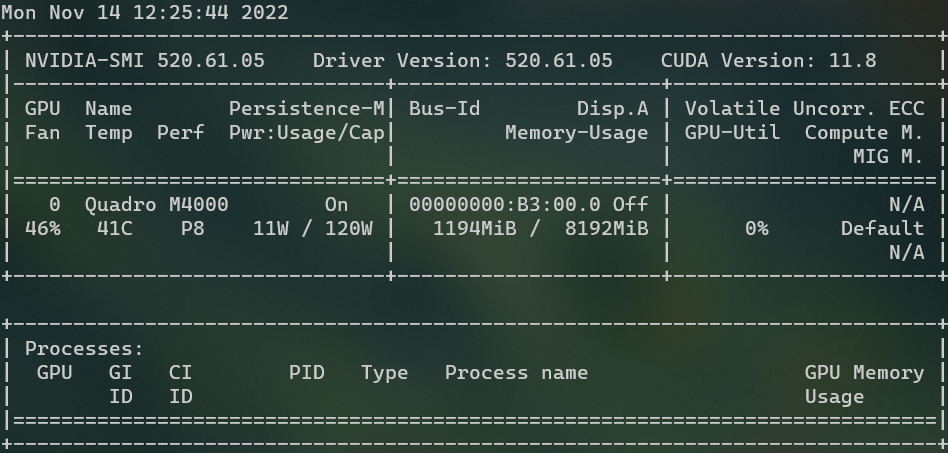 Mon Nov 14 12:25:44 2022
+-----------------------------------------------------------------------------+
| NVIDIA-SMI 520.61.05    Driver Version: 520.61.05    CUDA Version: 11.8     |
|-------------------------------+----------------------+----------------------+
| GPU  Name        Persistence-M| Bus-Id        Disp.A | Volatile Uncorr. ECC |
| Fan  Temp  Perf  Pwr:Usage/Cap|         Memory-Usage | GPU-Util  Compute M. |
|                               |                      |               MIG M. |
|===============================+======================+======================|
|   0  Quadro M4000        On   | 00000000:B3:00.0 Off |                  N/A |
| 46%   41C    P8    11W / 120W |   1194MiB /  8192MiB |      0%      Default |
|                               |                      |                  N/A |
+-------------------------------+----------------------+----------------------+

+-----------------------------------------------------------------------------+
| Processes:                                                                  |
|  GPU   GI   CI        PID   Type   Process name                  GPU Memory |
|        ID   ID                                                   Usage      |
|=============================================================================|
+-----------------------------------------------------------------------------+